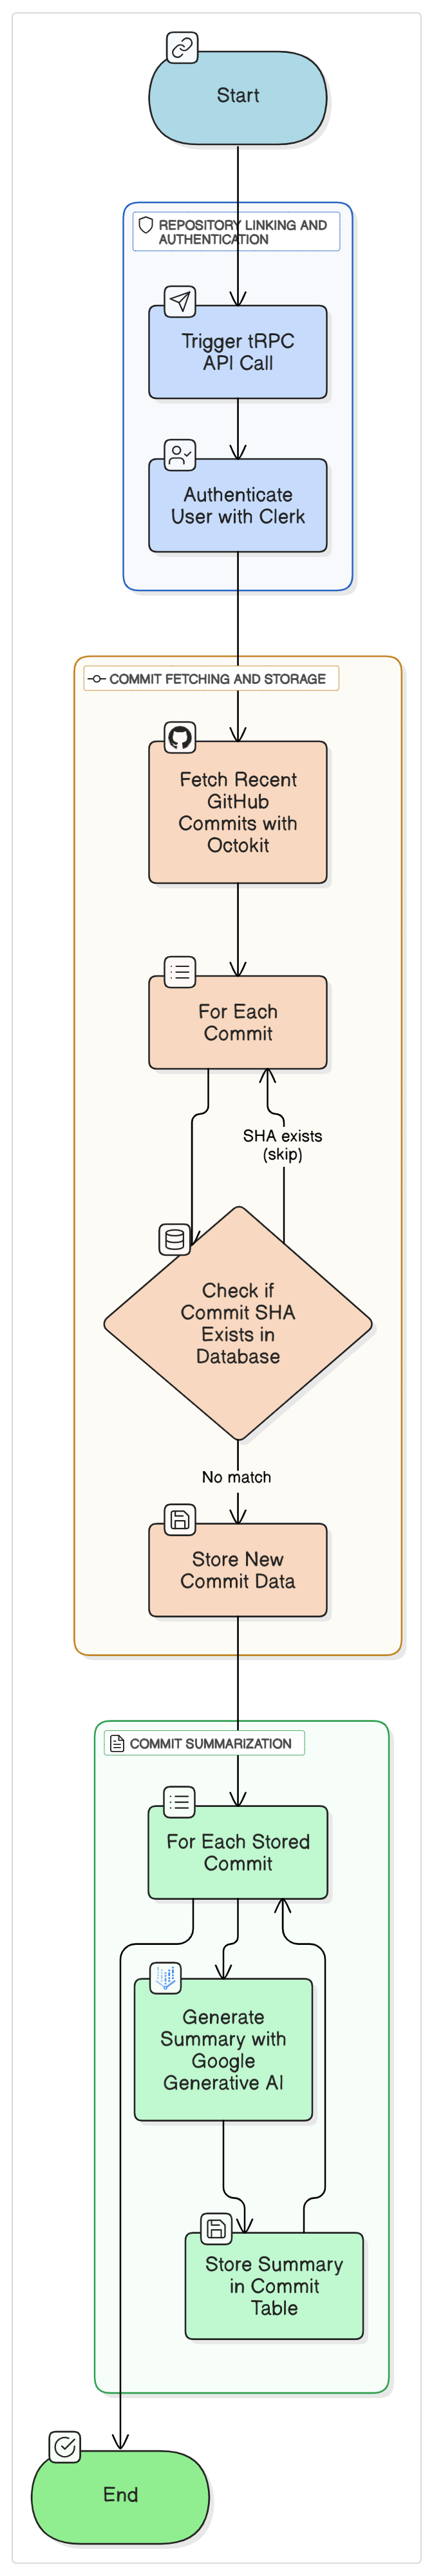 Start
REPOSITORY LINKING AND
AUTHENTICATION
Trigger tRPC
API Call
Authenticate
User with Clerk
COMMIT FETCHING AND STORAGE
Fetch Recent
GitHub
Commits with
Octokit
For Each
Commit
SHA exists
(skip)
Check if
Commit SHA
Exists in
Database
No match
Store New
Commit Data
COMMIT SUMMARIZATION
For Each Stored
Commit
Generate
Summary with
Google
Generative AI
Store Summary
in Commit
Table
End